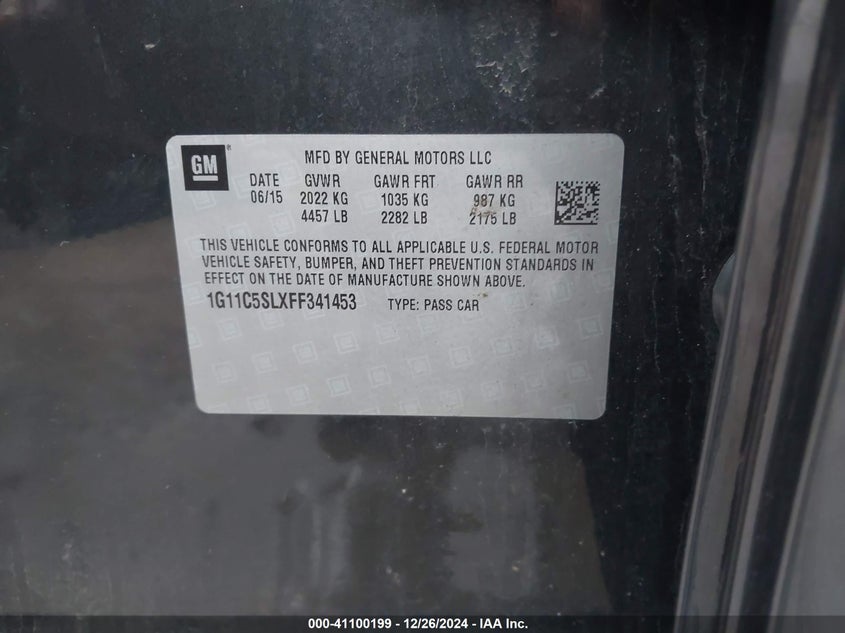 GM®
MFD BY GENERAL MOTORS LLC
DATE GVWR GAWR FRT GAWR RR
06/15 2022 KG 1035 KG 987 KG
4457 LB 2282 LB 2175 LB
THIS VEHICLE CONFORMS TO ALL APPLICABLE U.S. FEDERAL MOTOR
VEHICLE SAFETY, BUMPER, AND THEFT PREVENTION STANDARDS IN
EFFECT ON THE DATE OF MANUFACTURE SHOWN ABOVE.
1G11C5SLXFF341453 TYPE: PASS CAR
000-41100199 - 12/26/2024 - IAA Inc.